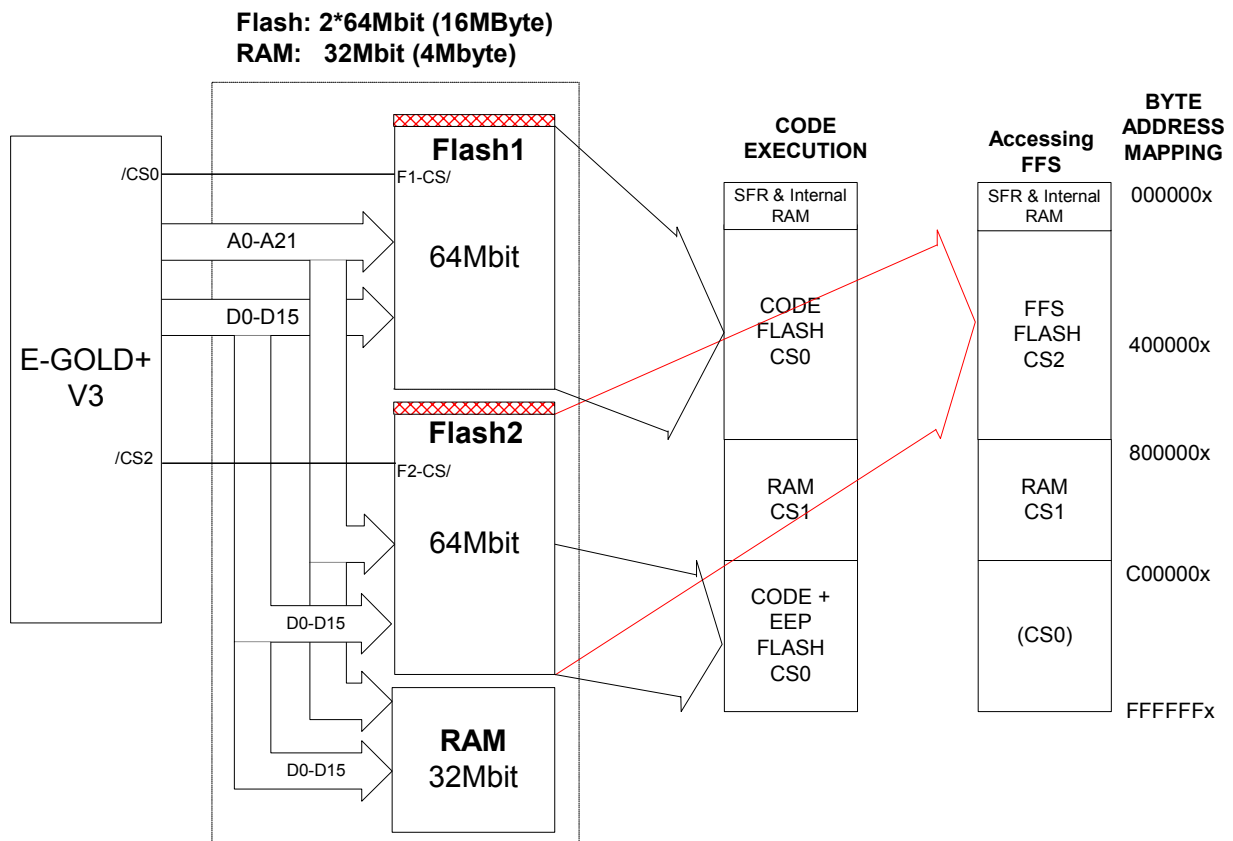 Flash: 2*64Mbit (16MByte)
RAM: 32Mbit (4Mbyte)
E-GOLD+
V3
/CS0
A0-A21
D0-D15
/CS2
D0-D15
D0-D15
Flash1
F1-CS/
64Mbit
Flash2
F2-CS/
64Mbit
RAM
32Mbit
CODE
EXECUTION
SFR & Internal
RAM
CODE
FLASH
CS0
RAM
CS1
CODE +
EEP
FLASH
CS0
Accessing
FFS
SFR & Internal
RAM
FFS
FLASH
CS2
RAM
CS1
(CS0)
BYTE
ADDRESS
MAPPING
000000x
400000x
800000x
C00000x
FFFFFFx